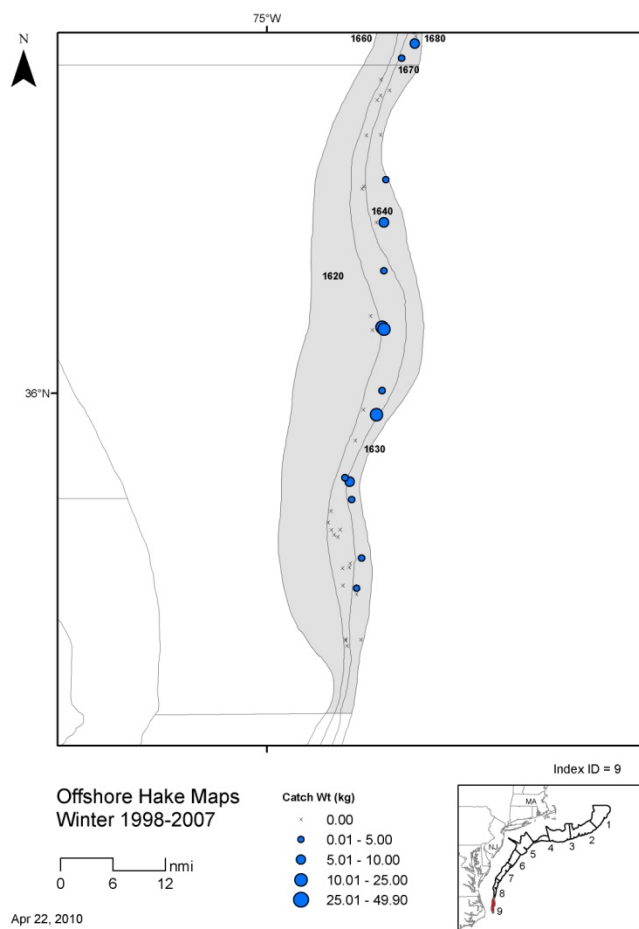 75°W
N
1660
1680
1670
1640
1620
36°N
1630
Offshore Hake Maps
Winter 1998-2007
nmi
0 6 12
Apr 22, 2010
Catch Wt (kg)
0.00
0.01 - 5.00
5.01 - 10.00
10.01 - 25.00
25.01 - 49.90
Index ID = 9
MA
NJ
1
2
3
4
5
6
7
8
9